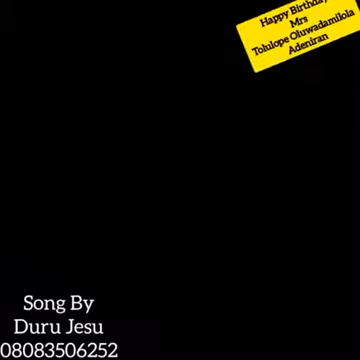 Happy Birthday
Mrs
Tolulope Oluwadamilola
Adeniran
Song By
Duru Jesu
08083506252